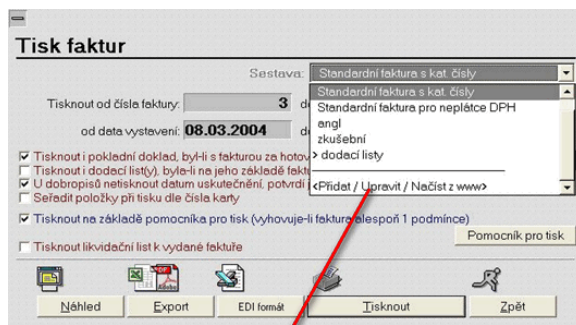 Tisk faktur
Sestava: Standardní faktura s kat. čísly
Standardní faktura s kat. čísly
Standardní faktura pro neplátce DPH
angl
zkušební
> dodací listy
<Přidat / Upravit / Načíst z www>
Tisknout od čísla faktury: 3 d
od data vystavení: 08.03.2004 d
Tisknout i pokladní doklad, byl-li s fakturou za hotov
Tisknout i dodací list(y), byla-li na jeho základě fakt
U dobropisů netisknout datum uskutečnění, potvrdí
Seřadit položky při tisku dle čísla karty
Tisknout na základě pomocníka pro tisk (vyhovuje-li faktura alespoň 1 podmínce)
Pomocník pro tisk
Tisknout likvidační list k vydané faktuře
Náhled Export EDI formát Tisknout Zpět